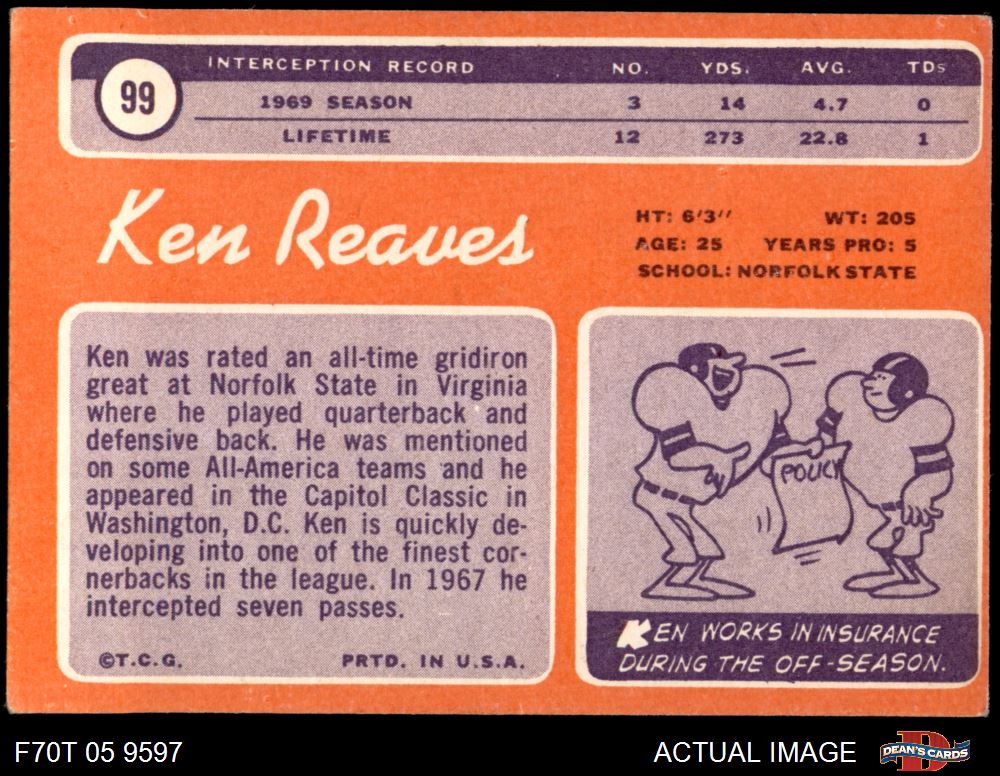 99
INTERCEPTION RECORD NO. YDS. AVG. TDs
1969 SEASON 3 14 4.7 0
LIFETIME 12 273 22.8 1
Ken Reaves
HT: 6'3" WT: 205
AGE: 25 YEARS PRO: 5
SCHOOL: NORFOLK STATE
Ken was rated an all-time gridiron
great at Norfolk State in Virginia
where he played quarterback and
defensive back. He was mentioned
on some All-America teams and he
appeared in the Capitol Classic in
Washington, D.C. Ken is quickly de-
veloping into one of the finest cor-
nerbacks in the league. In 1967 he
intercepted seven passes.
©T.C.G. PRTD. IN U.S.A.
POLICY
KEN WORKS IN INSURANCE
DURING THE OFF-SEASON.
F70T 05 9597 ACTUAL IMAGE D DEAN'S CARDS